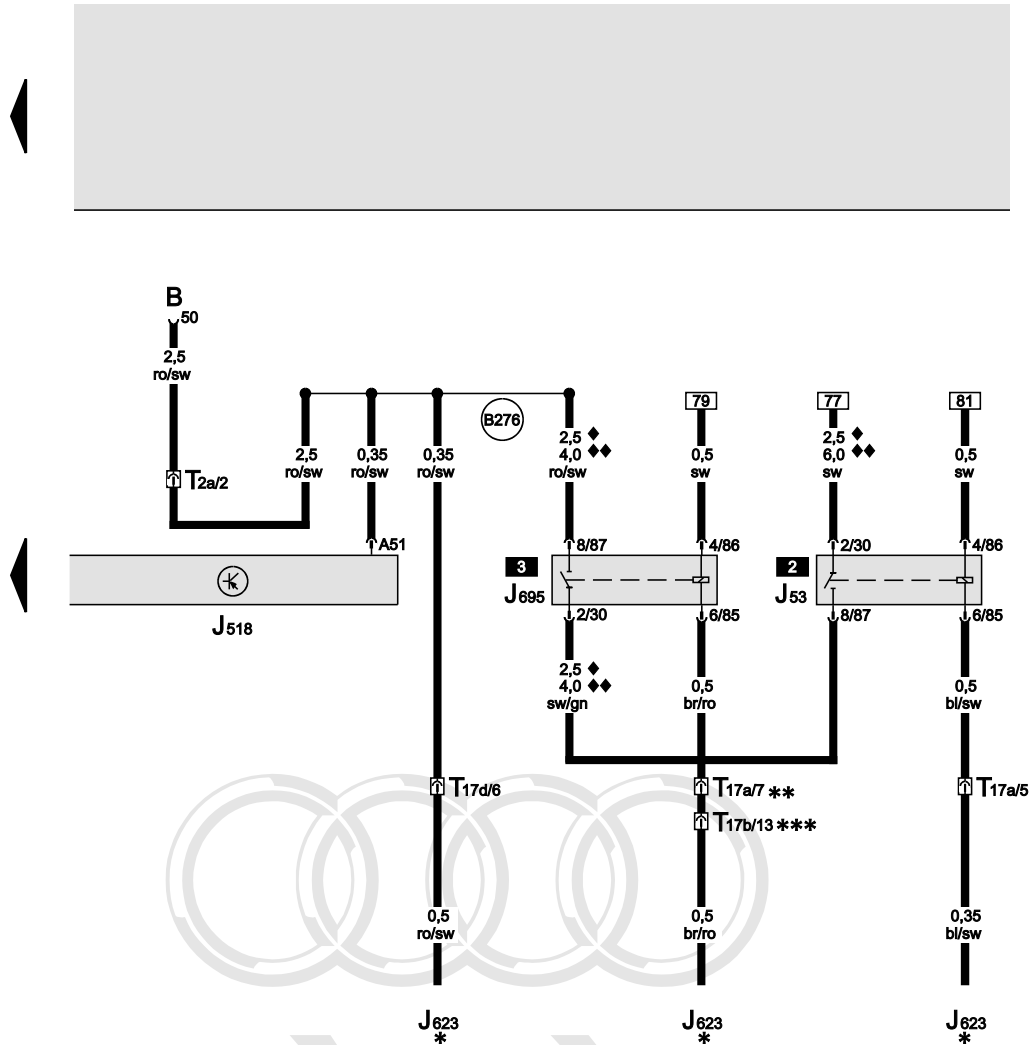 B
50
2,5
ro/sw
T2a/2
2,5
ro/sw
0,35
ro/sw
0,35
ro/sw
B276
2,5 ♦
4,0 ♦♦
ro/sw
79
0,5
sw
77
2,5 ♦
6,0 ♦♦
sw
81
0,5
sw
A51
8/87
4/86
2/30
4/86
3
J695
2
J53
J518
2/30
6/85
8/87
6/85
2,5 ♦
4,0 ♦♦
sw/gn
0,5
br/ro
0,5
bl/sw
T17d/6
T17a/7 **
T17b/13 ***
T17a/5
0,5
ro/sw
0,5
br/ro
0,35
bl/sw
J623
*
J623
*
J623
*